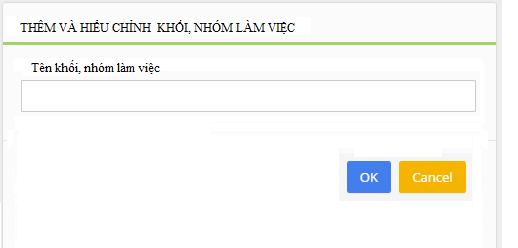 THÊM VÀ HIỆU CHỈNH KHỐI, NHÓM LÀM VIỆC
Tên khối, nhóm làm việc
OK Cancel